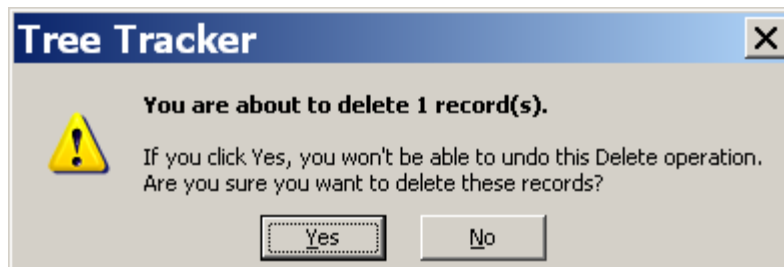 Tree Tracker
You are about to delete 1 record(s).
If you click Yes, you won't be able to undo this Delete operation.
Are you sure you want to delete these records?
Yes No